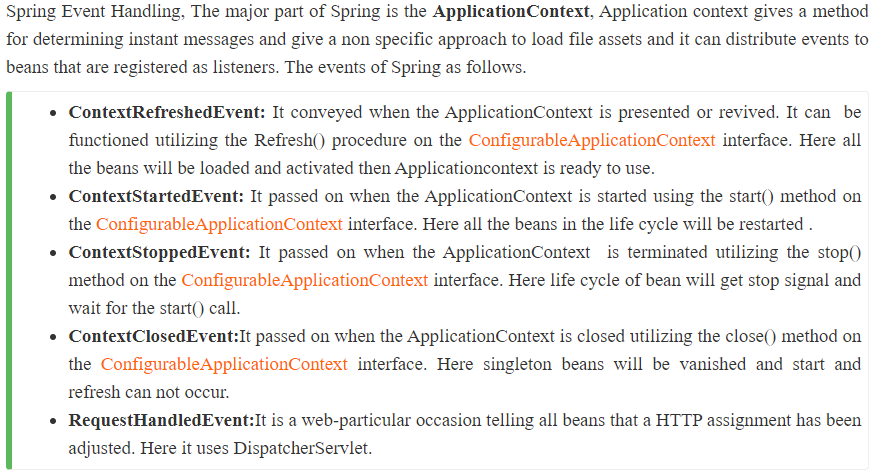 Spring Event Handling, The major part of Spring is the ApplicationContext, Application context gives a method
for determining instant messages and give a non specific approach to load file assets and it can distribute events to
beans that are registered as listeners. The events of Spring as follows.
• ContextRefreshedEvent: It conveyed when the ApplicationContext is presented or revived. It can be
functioned utilizing the Refresh() procedure on the ConfigurableApplicationContext interface. Here all
the beans will be loaded and activated then Applicationcontext is ready to use.
• ContextStartedEvent: It passed on when the ApplicationContext is started using the start() method on
the ConfigurableApplicationContext interface. Here all the beans in the life cycle will be restarted .
• ContextStoppedEvent: It passed on when the ApplicationContext is terminated utilizing the stop()
method on the ConfigurableApplicationContext interface. Here life cycle of bean will get stop signal and
wait for the start() call.
• ContextClosedEvent:It passed on when the ApplicationContext is closed utilizing the close() method on
the ConfigurableApplicationContext interface. Here singleton beans will be vanished and start and
refresh can not occur.
• RequestHandledEvent:It is a web-particular occasion telling all beans that a HTTP assignment has been
adjusted. Here it uses DispatcherServlet.